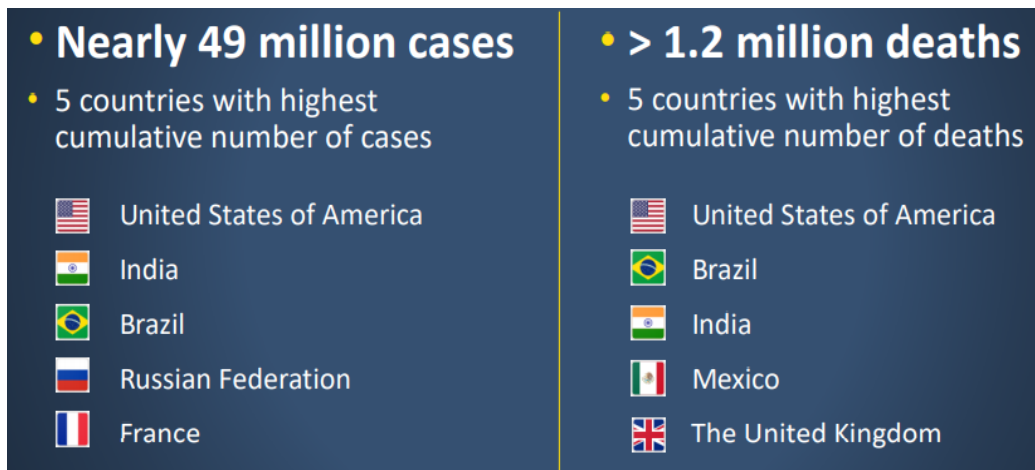 • Nearly 49 million cases
• 5 countries with highest
cumulative number of cases
United States of America
India
Brazil
Russian Federation
France
• > 1.2 million deaths
• 5 countries with highest
cumulative number of deaths
United States of America
Brazil
India
Mexico
The United Kingdom